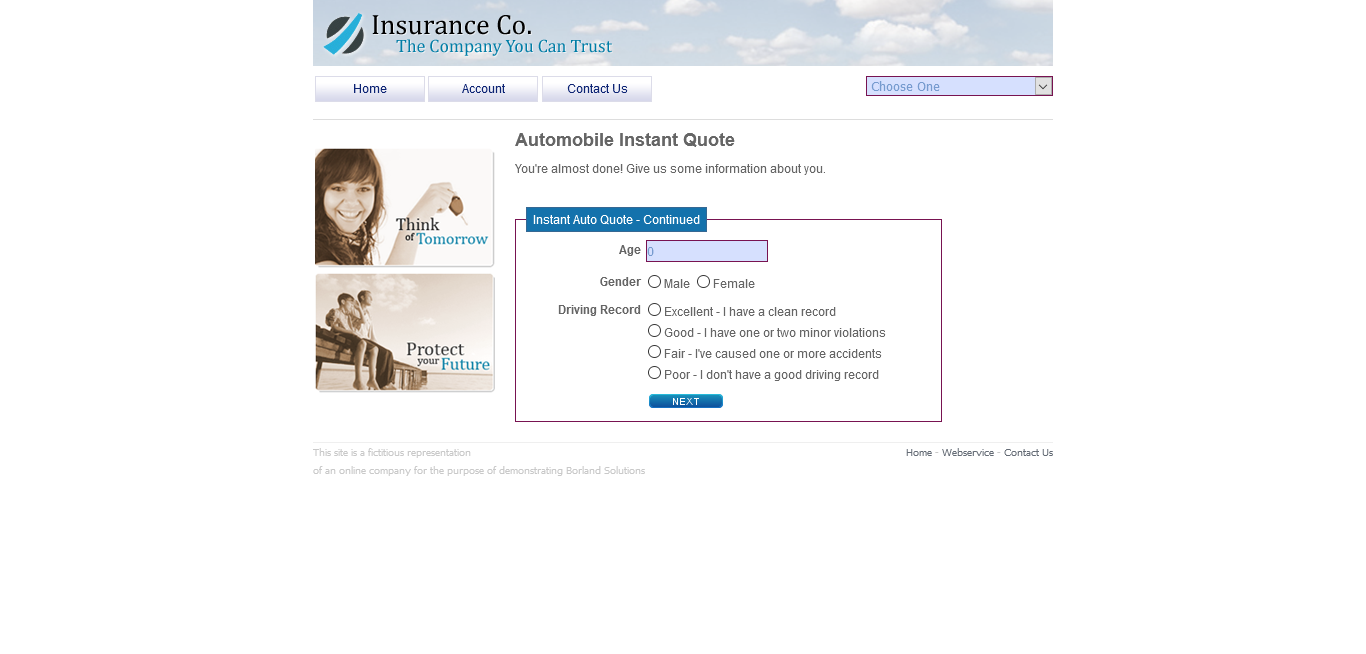 Insurance Co.
The Company You Can Trust
Home
Account
Contact Us
Choose One
Automobile Instant Quote
You're almost done! Give us some information about you.
Think
of Tomorrow
Protect
your Future
Instant Auto Quote - Continued
Age 0
Gender Male Female
Driving Record Excellent - I have a clean record
Good - I have one or two minor violations
Fair - I've caused one or more accidents
Poor - I don't have a good driving record
NEXT
This site is a fictitious representation
of an online company for the purpose of demonstrating Borland Solutions
Home - Webservice - Contact Us